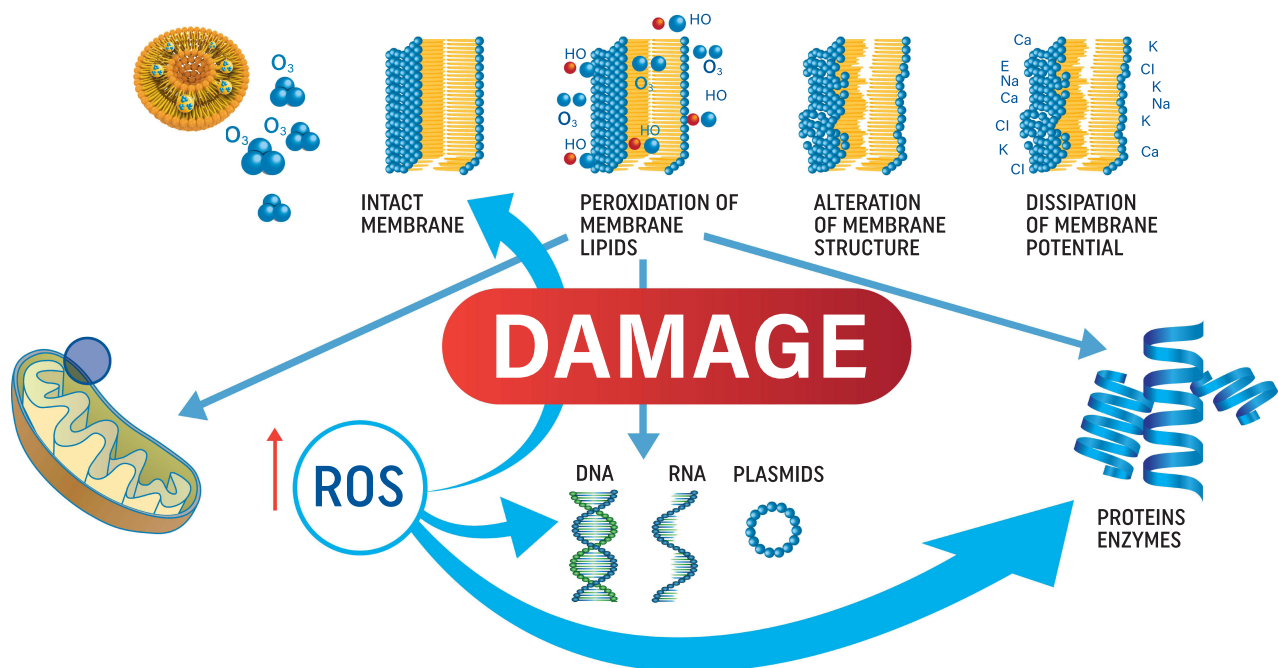 O3
O3
O3
INTACT
MEMBRANE
HO
HO
O3
O3
HO
O3
HO
HO
PEROXIDATION OF
MEMBRANE
LIPIDS
ALTERATION
OF MEMBRANE
STRUCTURE
Ca
K
E
Cl
Na
K
Ca
Na
Cl
K
K
Ca
Cl
DISSIPATION
OF MEMBRANE
POTENTIAL
DAMAGE
ROS
DNA
RNA
PLASMIDS
PROTEINS
ENZYMES